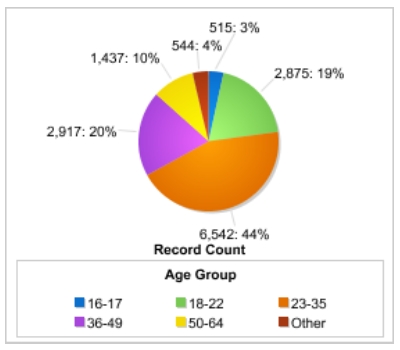 515: 3%
544: 4%
1,437: 10%
2,875: 19%
2,917: 20%
6,542: 44%
Record Count
Age Group
16-17 18-22 23-35
36-49 50-64 Other